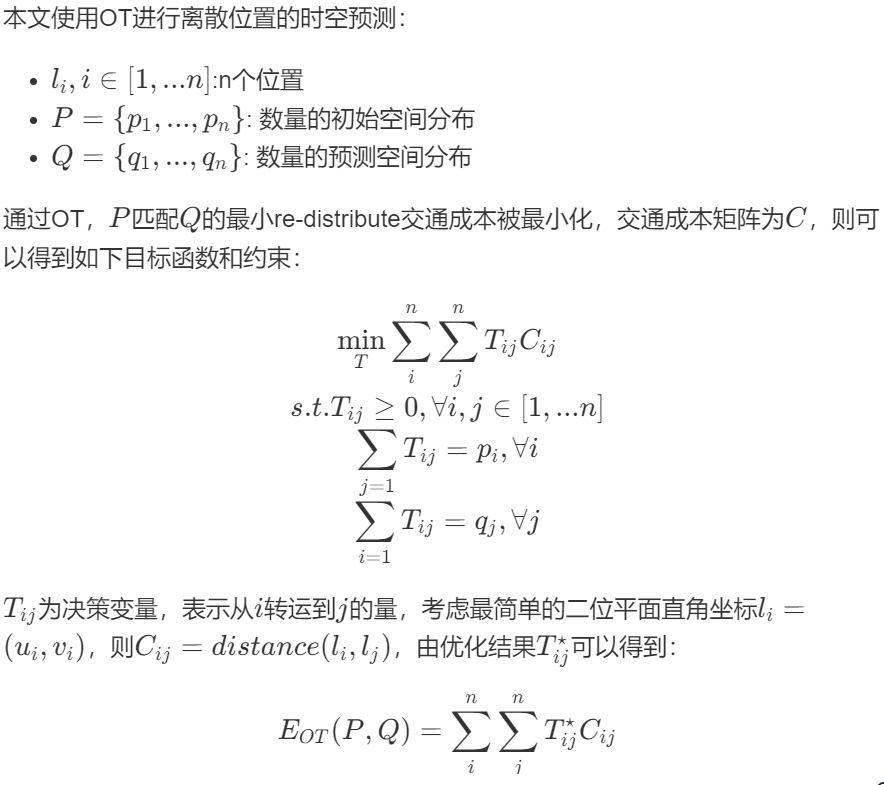 本文使用OT进行离散位置的时空预测：
• $l_i, i \in [1, ...n]$:n个位置
• $P = \{p_1, ..., p_n\}$: 数量的初始空间分布
• $Q = \{q_1, ..., q_n\}$: 数量的预测空间分布
通过OT，$P$匹配$Q$的最小re-distribute交通成本被最小化，交通成本矩阵为$C$，则可
以得到如下目标函数和约束：
$\min_T \sum_i^n \sum_j^n T_{ij} C_{ij}$
$s.t. T_{ij} \geq 0, \forall i, j \in [1, ...n]$
$\sum_{j=1} T_{ij} = p_i, \forall i$
$\sum_{i=1} T_{ij} = q_j, \forall j$
$T_{ij}$为决策变量，表示从$i$转运到$j$的量，考虑最简单的二位平面直角坐标$l_i =$
$(u_i, v_i)$，则$C_{ij} = distance(l_i, l_j)$，由优化结果$T_{ij}^{\star}$可以得到：
$E_{OT}(P, Q) = \sum_i^n \sum_j^n T_{ij}^{\star} C_{ij}$